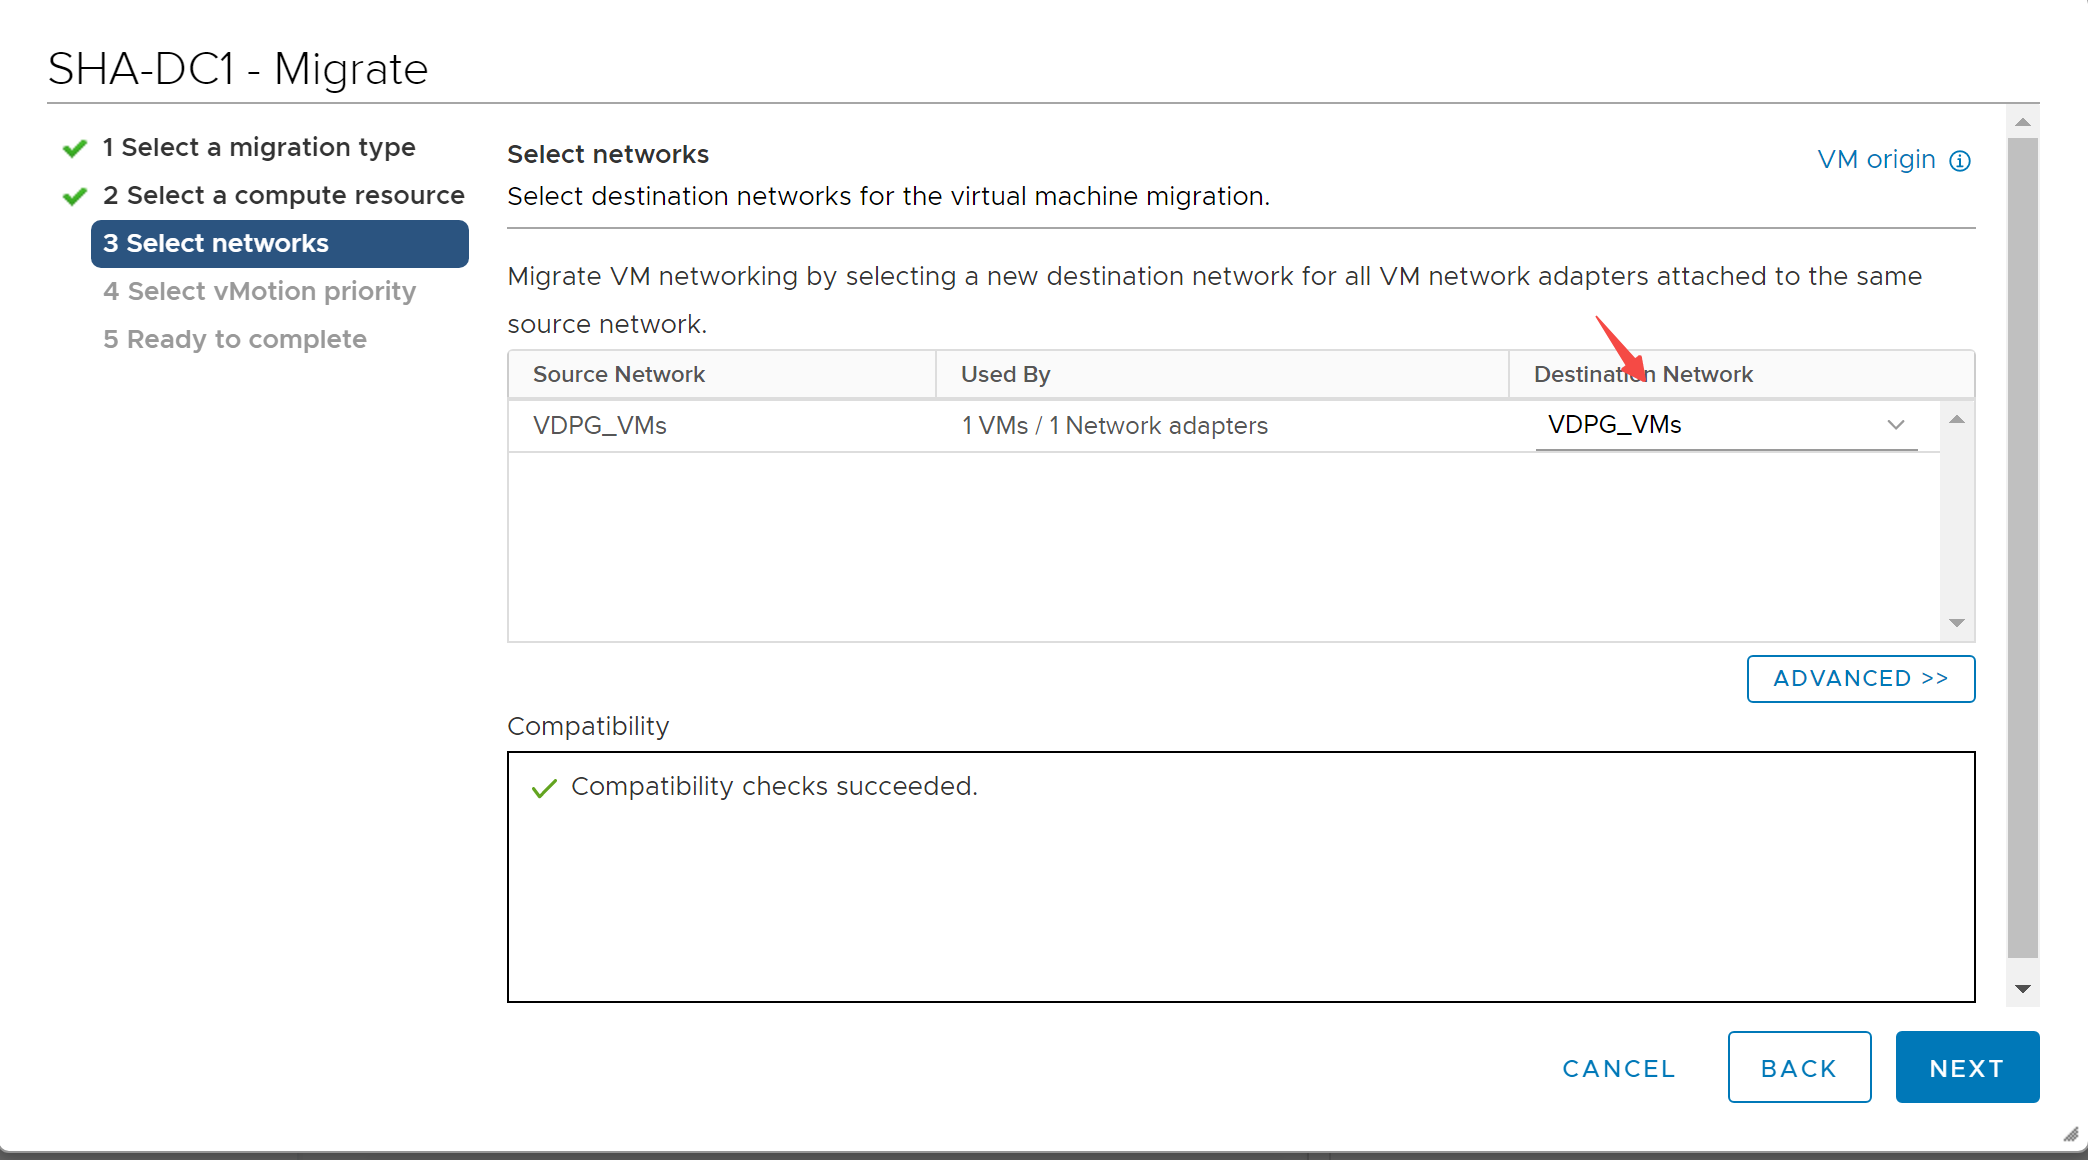 SHA-DC1 - Migrate
1 Select a migration type
2 Select a compute resource
3 Select networks
4 Select vMotion priority
5 Ready to complete
Select networks
VM origin
Select destination networks for the virtual machine migration.
Migrate VM networking by selecting a new destination network for all VM network adapters attached to the same
source network.
Source Network Used By Destination Network
VDPG_VMs 1 VMs / 1 Network adapters VDPG_VMs
ADVANCED >>
Compatibility
Compatibility checks succeeded.
CANCEL BACK NEXT